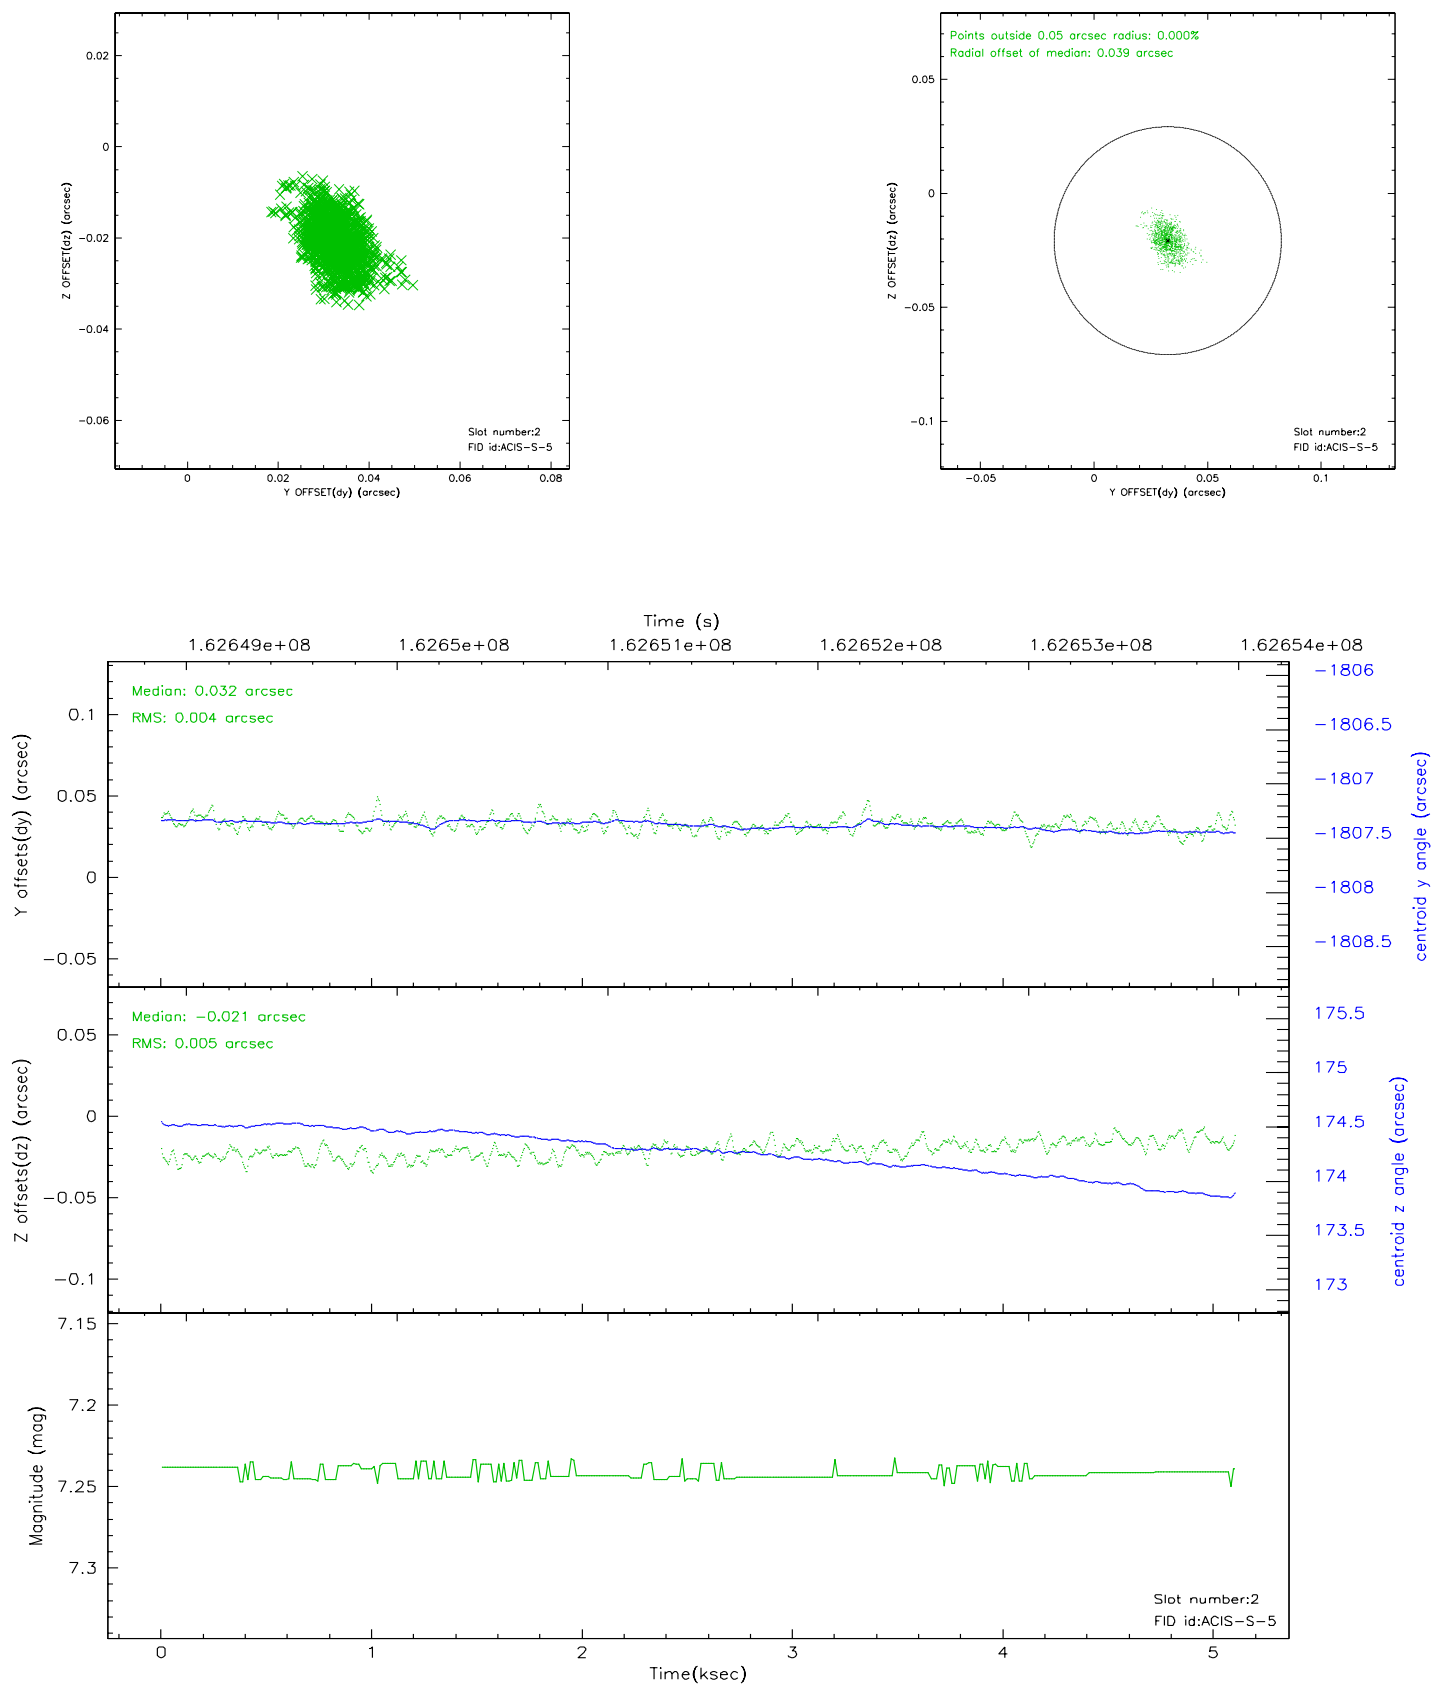 0.02
0
-0.02
-0.04
-0.06
Z OFFSET(dz) (arcsec)
Slot number:2
FID id:ACIS-S-5
0
0.02
0.04
0.06
0.08
Y OFFSET(dy) (arcsec)
Points outside 0.05 arcsec radius: 0.000%
Radial offset of median: 0.039 arcsec
0.05
0
-0.05
-0.1
Z OFFSET(dz) (arcsec)
Slot number:2
FID id:ACIS-S-5
-0.05
0
0.05
0.1
Y OFFSET(dy) (arcsec)
Time (s)
1.62649e+08
1.6265e+08
1.62651e+08
1.62652e+08
1.62653e+08
1.62654e+08
Median: 0.032 arcsec
RMS: 0.004 arcsec
0.1
0.05
0
-0.05
Y offsets(dy) (arcsec)
-1806
-1806.5
-1807
-1807.5
-1808
-1808.5
centroid y angle (arcsec)
Median: -0.021 arcsec
RMS: 0.005 arcsec
0.05
0
-0.05
-0.1
Z offsets(dz) (arcsec)
175.5
175
174.5
174
173.5
173
centroid z angle (arcsec)
7.15
7.2
7.25
7.3
Magnitude (mag)
Slot number:2
FID id:ACIS-S-5
0
1
2
3
4
5
Time(ksec)